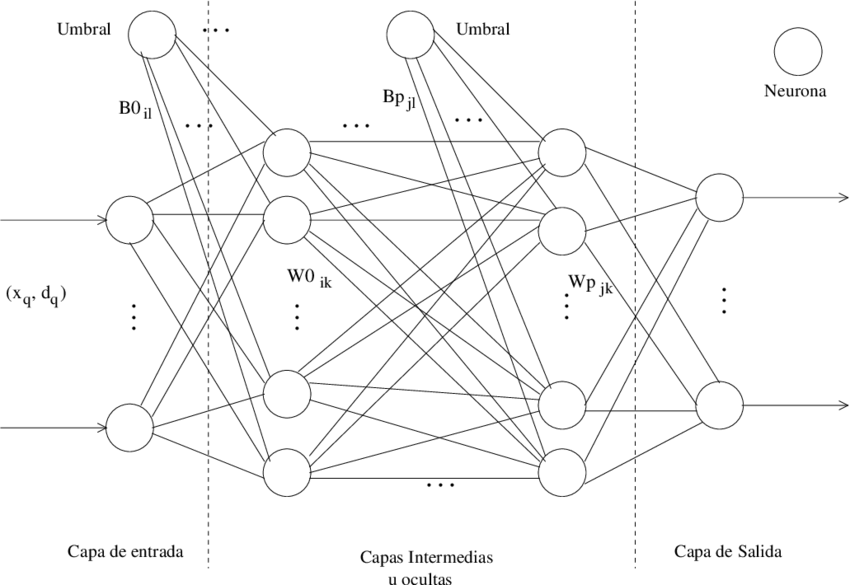 Umbral
Umbral
Neurona
B0 il
Bp jl
W0 ik
Wp jk
(x q, d q)
Capa de entrada
Capas Intermedias
u ocultas
Capa de Salida